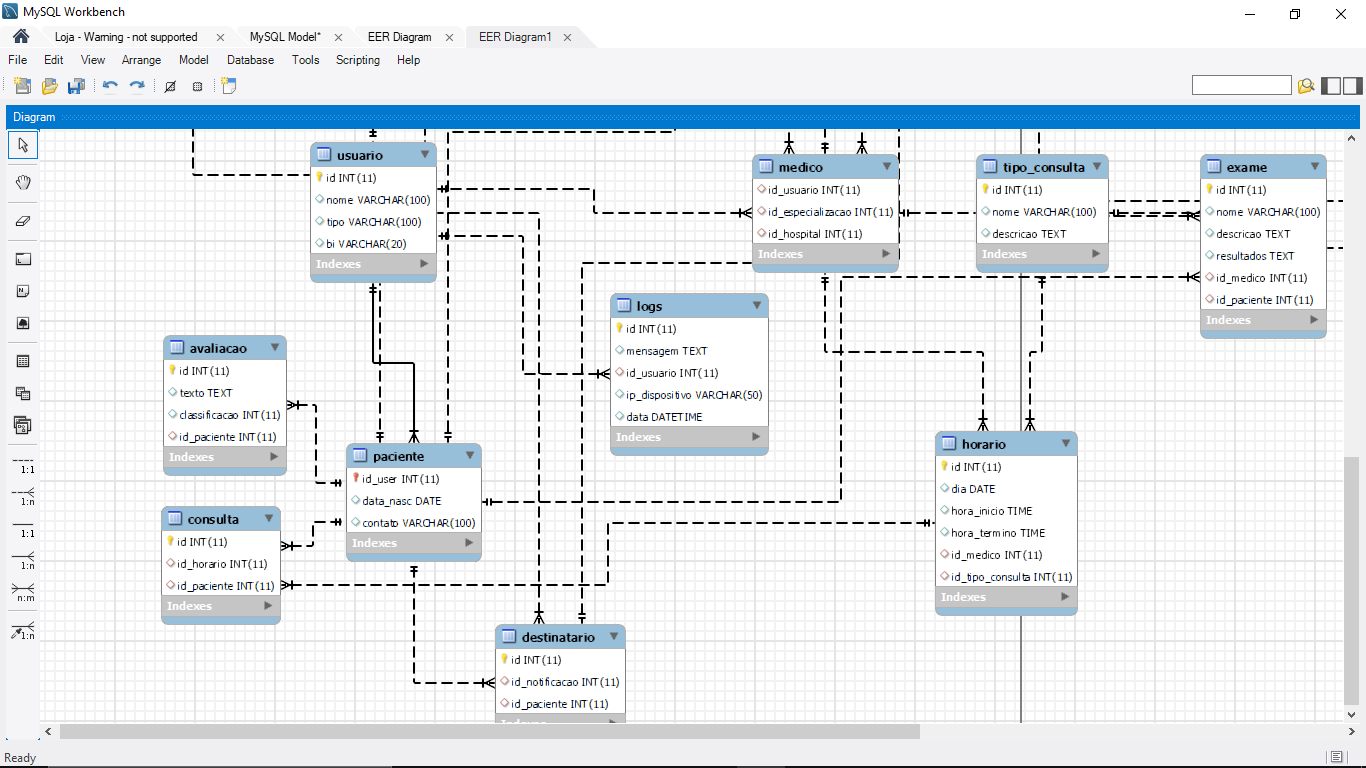 MySQL Workbench
Loja - Warning - not supported
MySQL Model*
EER Diagram
EER Diagram1
File Edit View Arrange Model Database Tools Scripting Help
Diagram
usuario
id INT(11)
nome VARCHAR(100)
tipo VARCHAR(100)
bi VARCHAR(20)
Indexes
medico
id_usuario INT(11)
id_especializacao INT(11)
id_hospital INT(11)
Indexes
tipo_consulta
id INT(11)
nome VARCHAR(100)
descricao TEXT
Indexes
exame
id INT(11)
nome VARCHAR(100)
descricao TEXT
resultados TEXT
id_medico INT(11)
id_paciente INT(11)
Indexes
logs
id INT(11)
mensagem TEXT
id_usuario INT(11)
ip_dispositivo VARCHAR(50)
data DATETIME
Indexes
avaliacao
id INT(11)
texto TEXT
classificacao INT(11)
id_paciente INT(11)
Indexes
paciente
id_user INT(11)
data_nasc DATE
contato VARCHAR(100)
Indexes
horario
id INT(11)
dia DATE
hora_inicio TIME
hora_termino TIME
id_medico INT(11)
id_tipo_consulta INT(11)
Indexes
consulta
id INT(11)
id_horario INT(11)
id_paciente INT(11)
Indexes
destinatario
id INT(11)
id_notificacao INT(11)
id_paciente INT(11)
Indexes
1:1
1:n
1:1
1:n
n:m
1:n
Ready